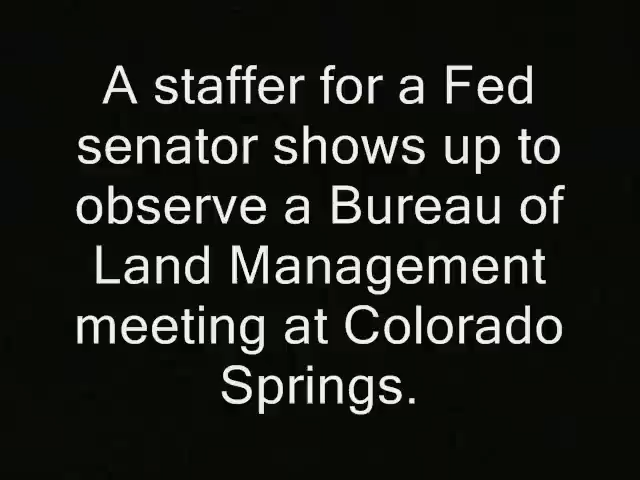 A staffer for a Fed
senator shows up to
observe a Bureau of
Land Management
meeting at Colorado
Springs.